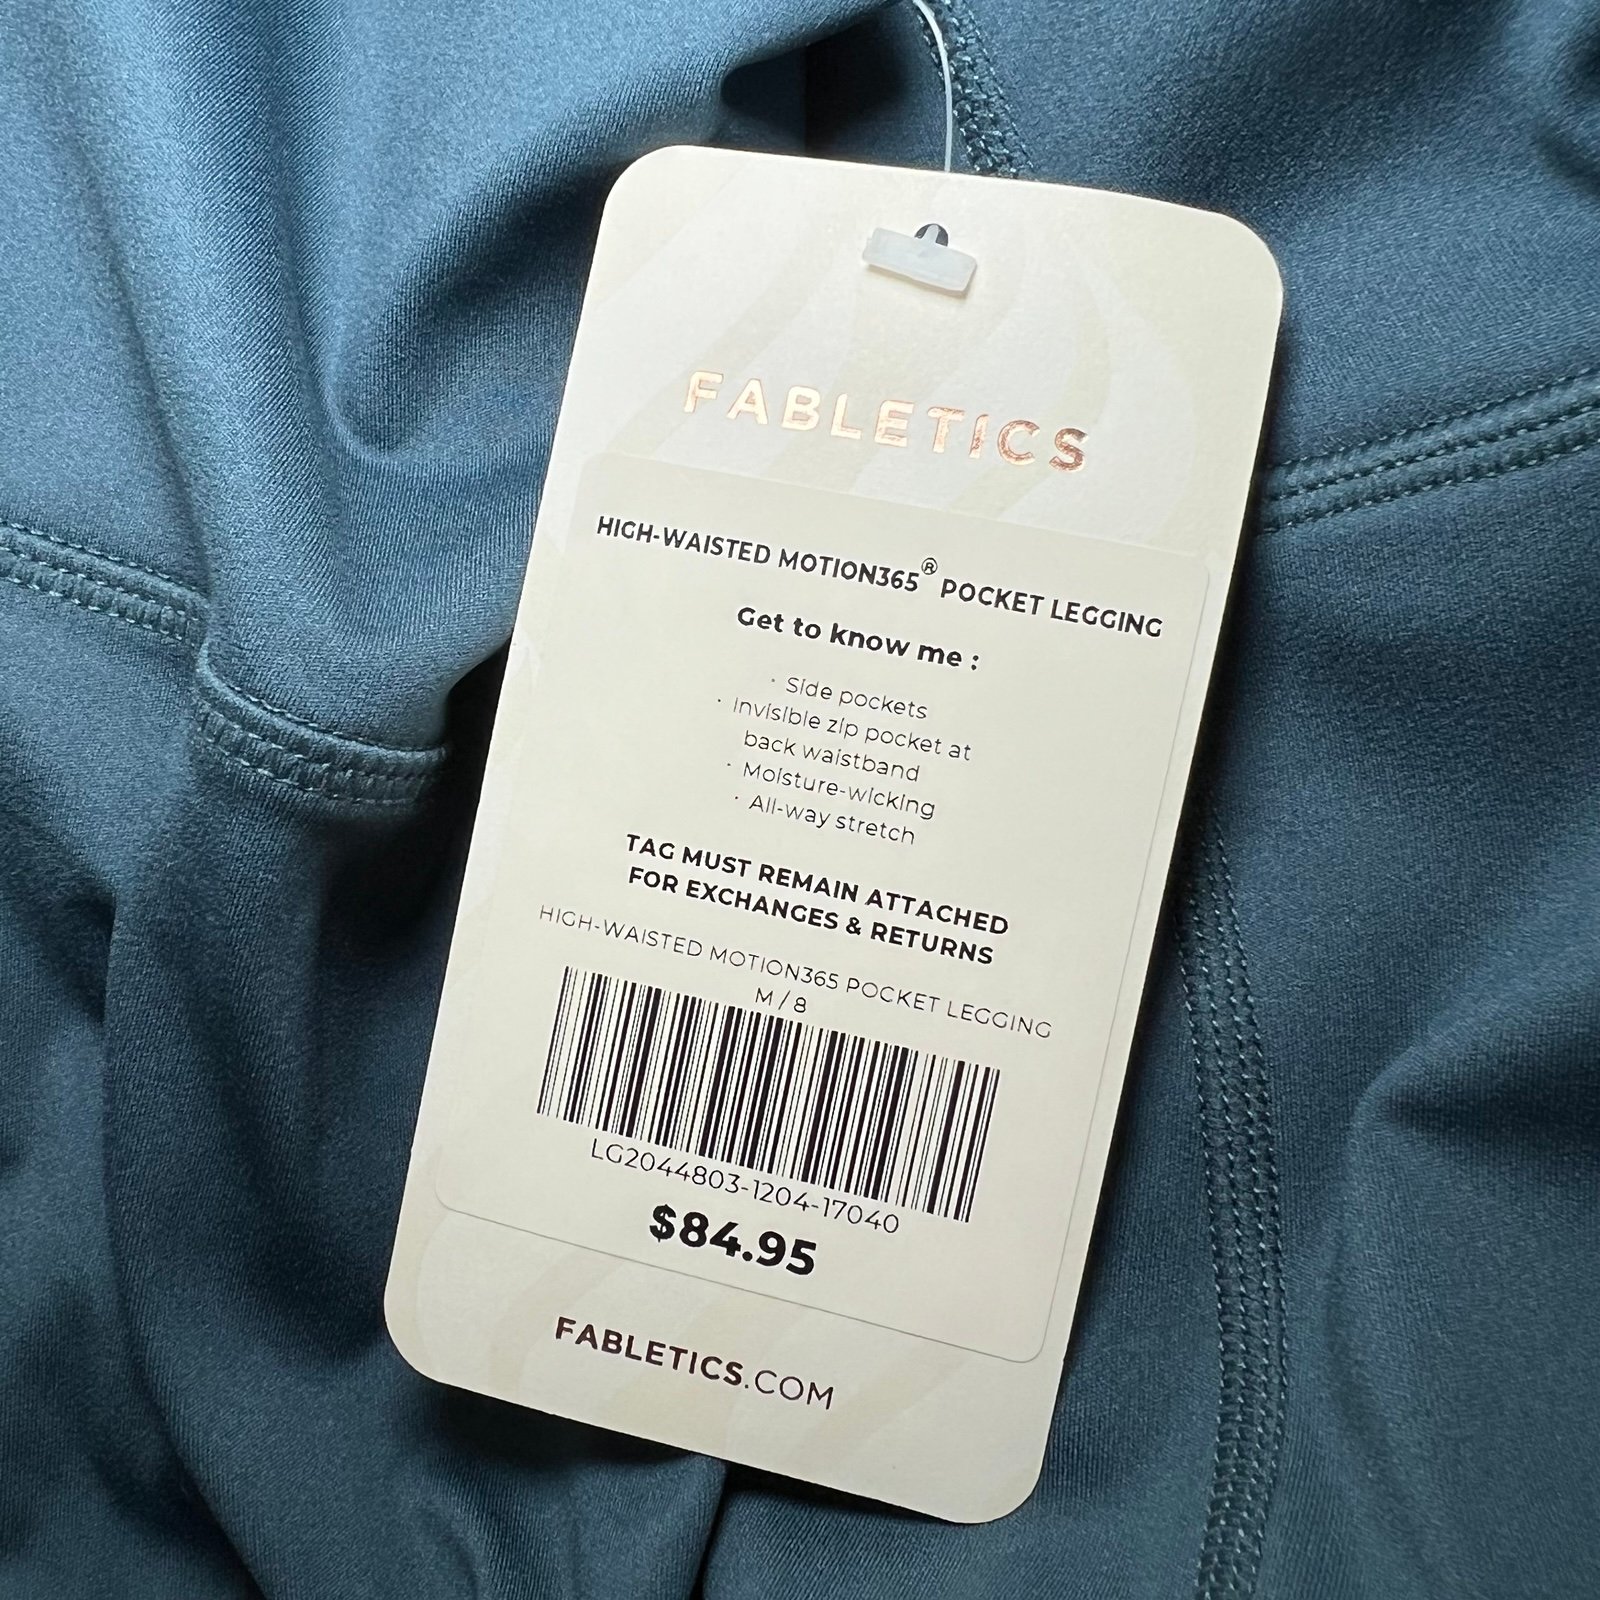 FABLETICS
HIGH-WAISTED MOTION365® POCKET LEGGING
Get to know me :
· Side pockets
· Invisible zip pocket at
back waistband
· Moisture-wicking
· All-way stretch
TAG MUST REMAIN ATTACHED
FOR EXCHANGES & RETURNS
HIGH-WAISTED MOTION365 POCKET LEGGING
M / 8
LG2044803-1204-17040
$84.95
FABLETICS.COM